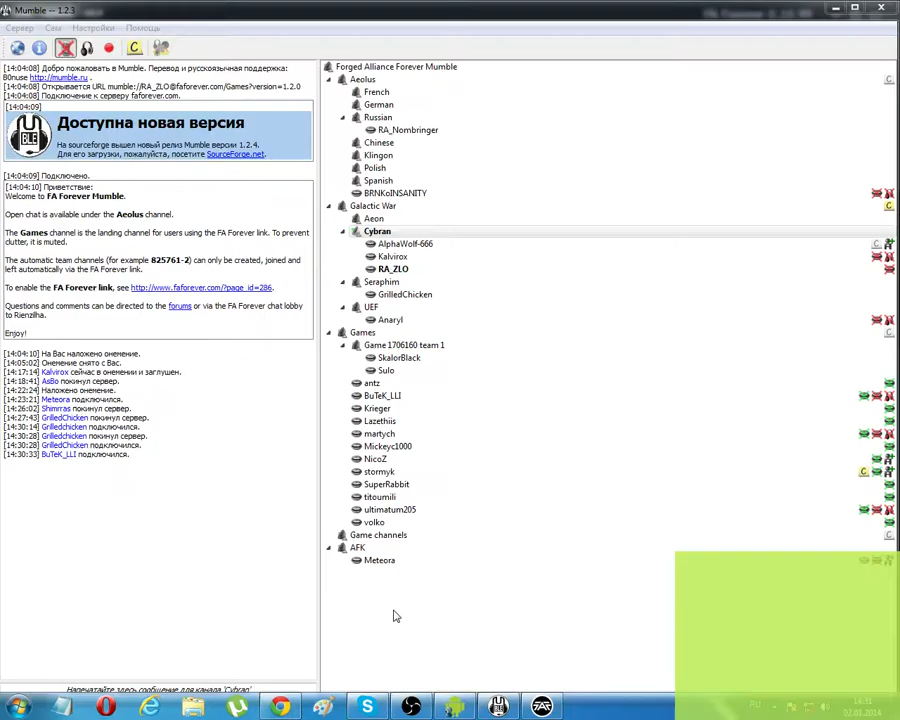 Mumble -- 1.2.3
Сервер Сам Настройки Помощь
[14:04:08] Добро пожаловать в Mumble. Перевод и русскоязычная поддержка:
B0nuse http://mumble.ru .
[14:04:08] Открывается URL mumble://RA_ZLO@faforever.com/Games?version=1.2.0
[14:04:08] Подключение к серверу faforever.com.
[14:04:09]
Доступна новая версия
На sourceforge вышел новый релиз Mumble версии 1.2.4.
Для его загрузки, пожалуйста, посетите SourceForge.net.
[14:04:09] Подключено.
[14:04:10] Приветствие:
Welcome to FA Forever Mumble.
Open chat is available under the Aeolus channel.
The Games channel is the landing channel for users using the FA Forever link. To prevent
clutter, it is muted.
The automatic team channels (for example 825761-2) can only be created, joined and
left automatically via the FA Forever link.
To enable the FA Forever link, see http://www.faforever.com/?page_id=286.
Questions and comments can be directed to the forums or via the FA Forever chat lobby
to Rienzilha.
Enjoy!
[14:04:10] На Вас наложено онемение.
[14:05:02] Онемение снято с Вас.
[14:17:14] Kalvirox сейчас в онемении и заглушен.
[14:18:41] AsBo покинул сервер.
[14:22:24] Наложено онемение.
[14:23:21] Meteora подключился.
[14:26:02] Shimrras покинул сервер.
[14:27:43] GrilledChicken покинул сервер.
[14:30:14] Grilledchicken подключился.
[14:30:28] Grilledchicken покинул сервер.
[14:30:28] GrilledChicken подключился.
[14:30:33] BuTeK_LLI подключился.
Напечатайте здесь сообщение для канала 'Cybran'
Forged Alliance Forever Mumble
Aeolus C
French
German
Russian
RA_Nombringer
Chinese
Klingon
Polish
Spanish
BRNKoINSANITY
Galactic War C
Aeon
Cybran
AlphaWolf-666 C
Kalvirox
RA_ZLO
Seraphim
GrilledChicken
UEF
Anaryl
Games C
Game 1706160 team 1
SkalorBlack
Sulo
antz
BuTeK_LLI
Krieger
Lazethiis
martych
Mickeyc1000
NicoZ
stormyk C
SuperRabbit
titoumili
ultimatum205
volko
Game channels C
AFK
Meteora
RU
14:31
02.01.2014